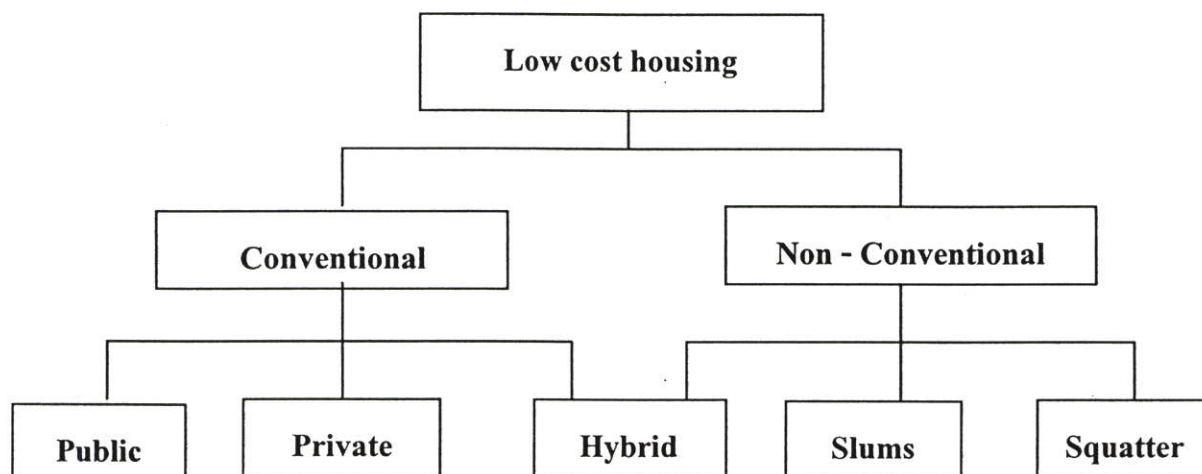 Low cost housing
Conventional
Non - Conventional
Public
Private
Hybrid
Slums
Squatter